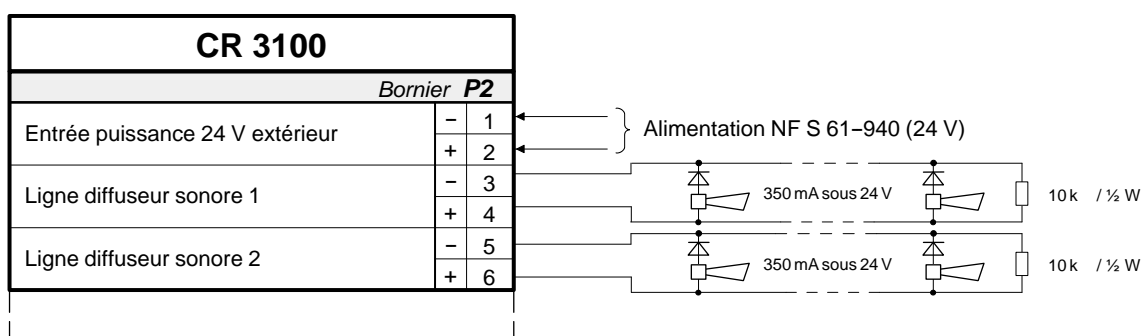 CR 3100
Bornier P2
Entrée puissance 24 V extérieur
− 1
+ 2
Alimentation NF S 61−940 (24 V)
Ligne diffuseur sonore 1
− 3
+ 4
350 mA sous 24 V
10 k / ½ W
Ligne diffuseur sonore 2
− 5
+ 6
350 mA sous 24 V
10 k / ½ W